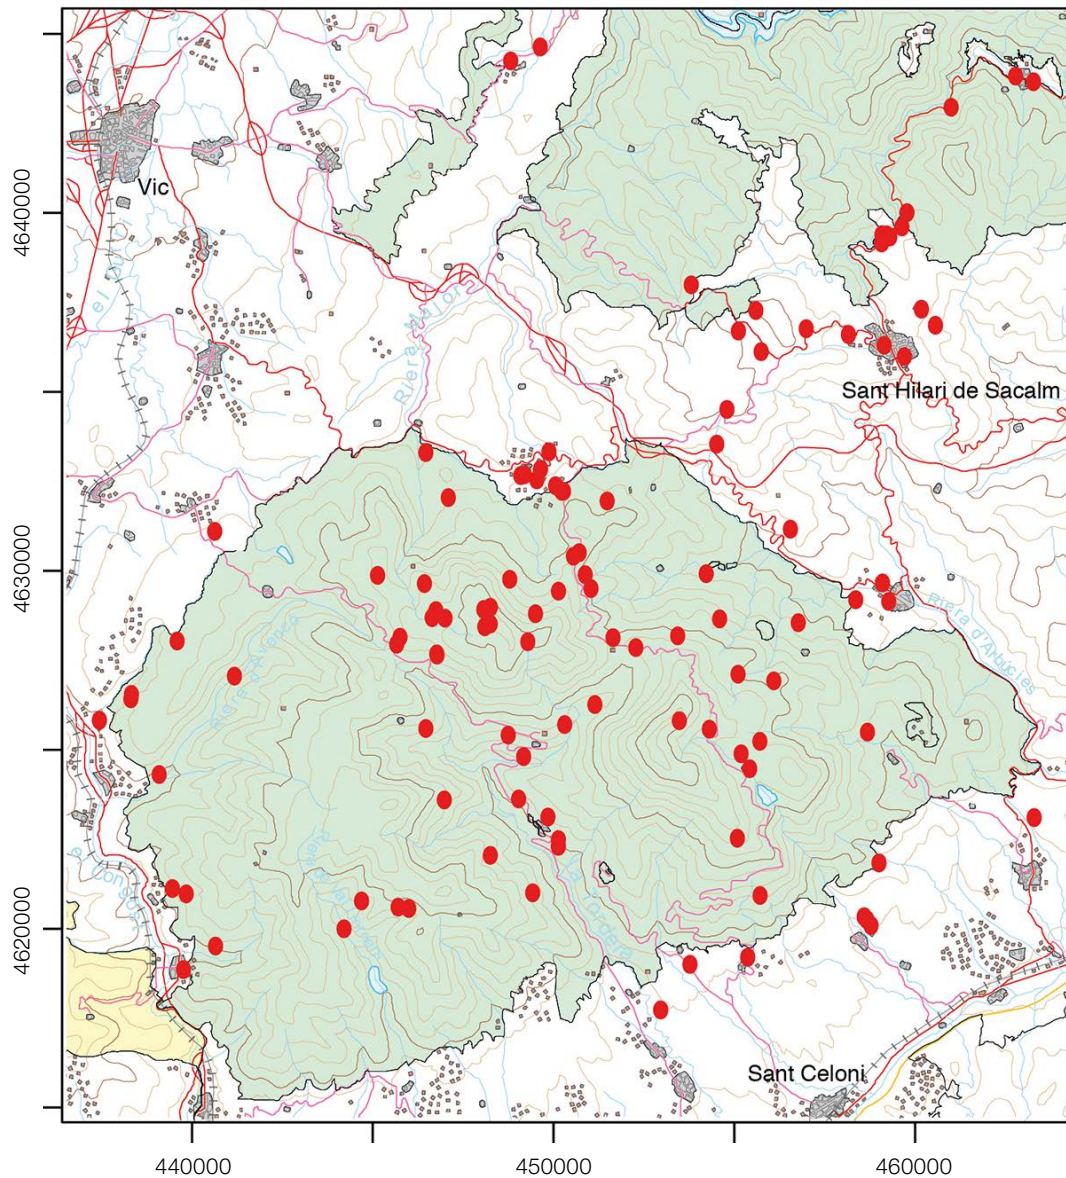 Vic
4640000
Riera Major
Sant Hilari de Sacalm
4630000
Riera d'Arbúcies
4620000
Sant Celoni
440000
450000
460000